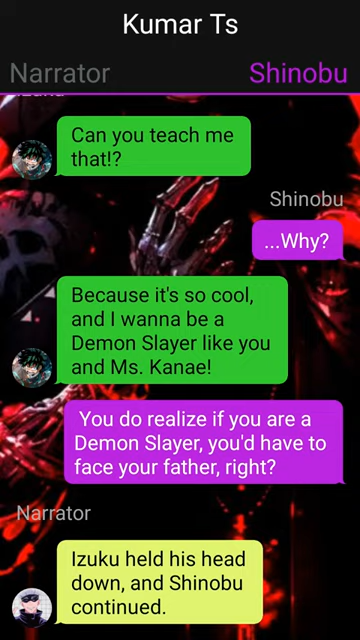 Kumar Ts
Narrator
Shinobu
Can you teach me
that!?
Shinobu
...Why?
Because it's so cool,
and I wanna be a
Demon Slayer like you
and Ms. Kanae!
You do realize if you are a
Demon Slayer, you'd have to
face your father, right?
Narrator
Izuku held his head
down, and Shinobu
continued.